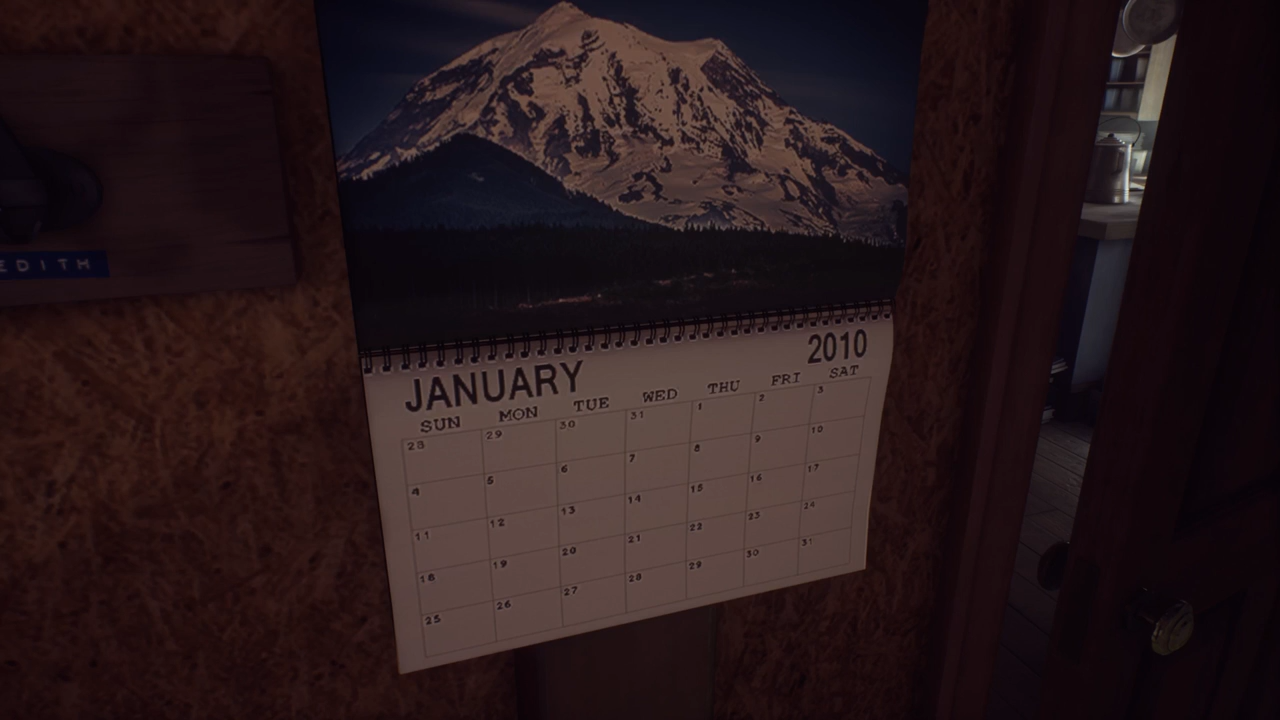 EDITH
JANUARY 2010
SUN MON TUE WED THU FRI SAT
28 29 30 31 1 2 3
4 5 6 7 8 9 10
11 12 13 14 15 16 17
18 19 20 21 22 23 24
25 26 27 28 29 30 31